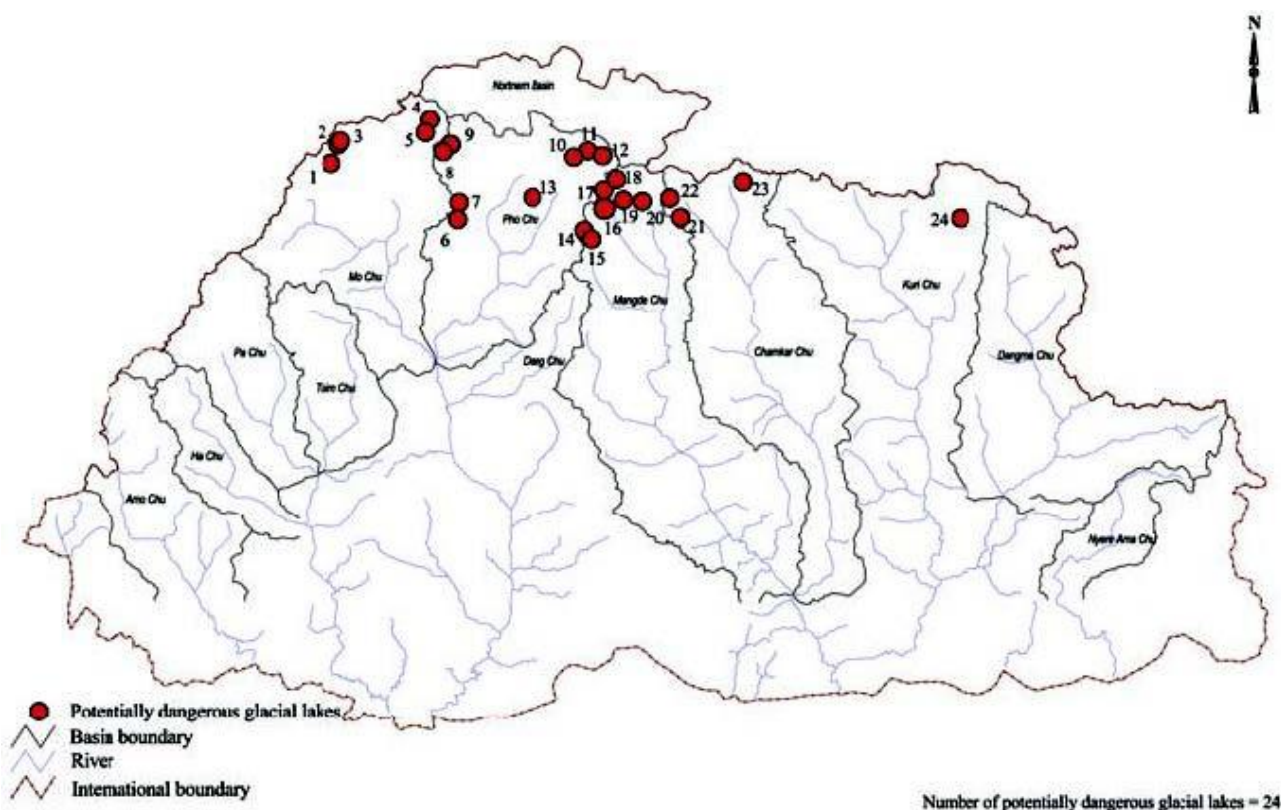 N
Northern Basin
4
2
3
5
9
11
10
12
8
1
18
17
13
22
23
7
Pho Chu
19
20
24
6
21
16
14
15
Mo Chu
Mangde Chu
Kuri Chu
Pa Chu
Dang Chu
Chamkar Chu
Dangme Chu
Ha Chu
Amo Chu
Nyere Ama Chu
Potentially dangerous glacial lakes
Basin boundary
River
International boundary
Number of potentially dangerous glacial lakes = 24